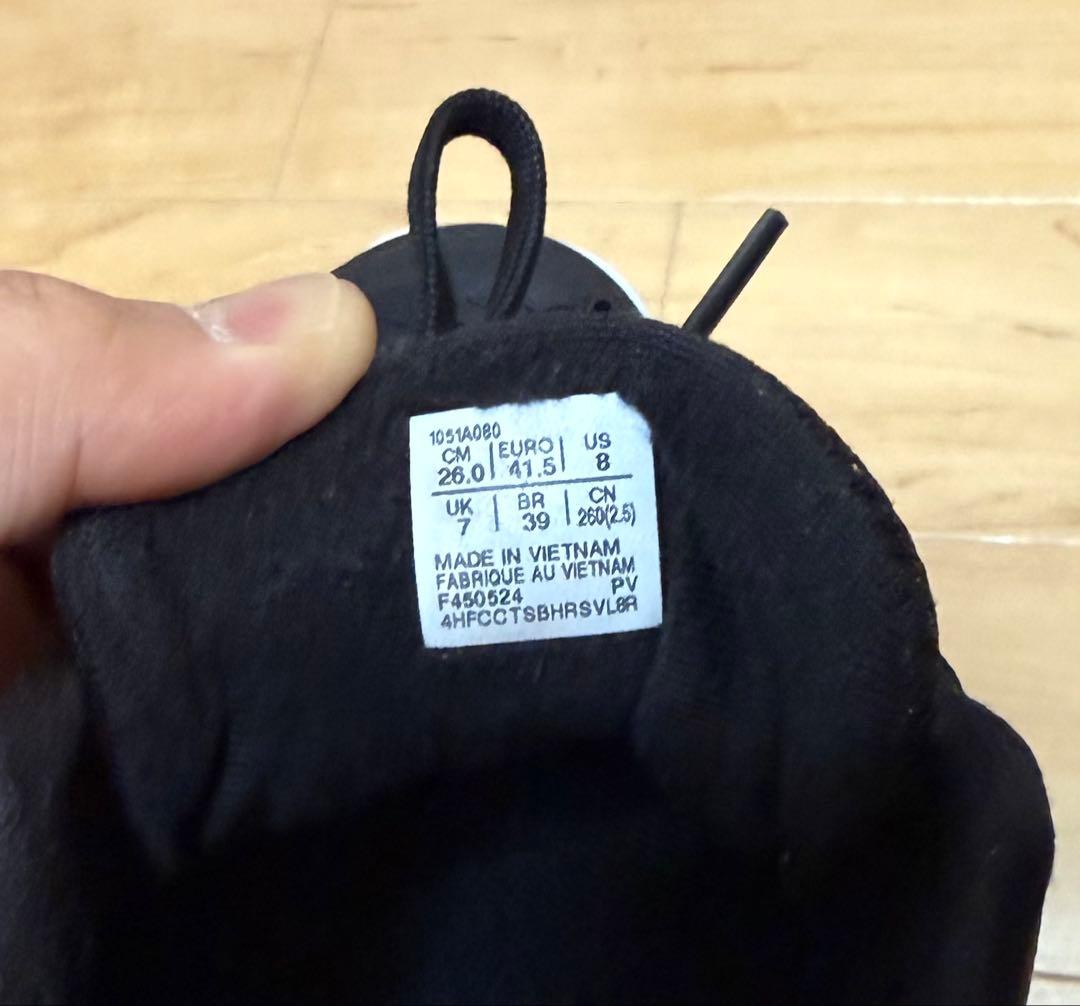 1051A080
CM | EURO | US
26.0 | 41.5 | 8
UK | BR | CN
7 | 39 | 260(2.5)
MADE IN VIETNAM
FABRIQUE AU VIETNAM
F450524 PV
4HFCCTSBHRSVL8R